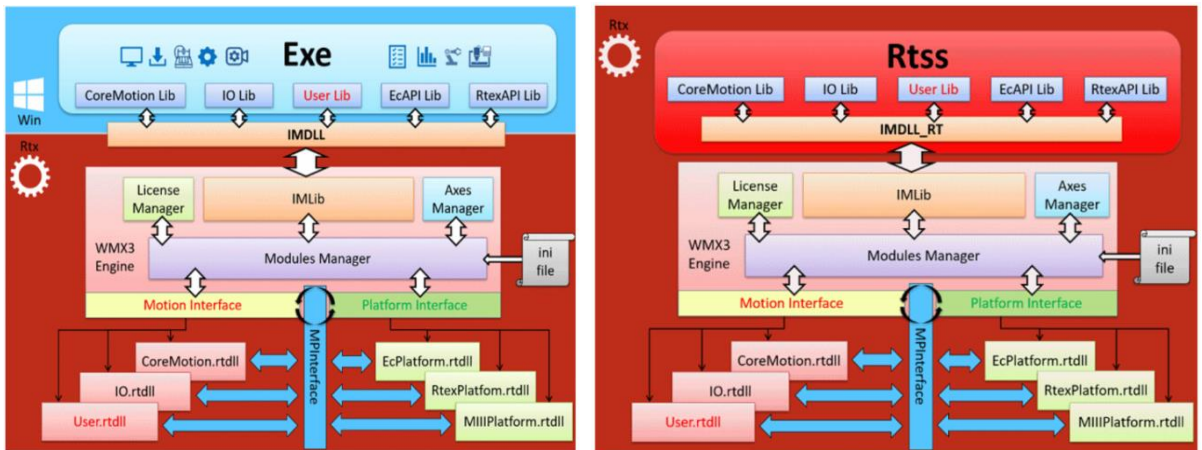 Exe
CoreMotion Lib
IO Lib
User Lib
EcAPI Lib
RtexAPI Lib
Win
IMDLL
Rtx
License
Manager
IMLib
Axes
Manager
WMX3
Engine
Modules Manager
ini
file
Motion Interface
Platform Interface
MPInterface
CoreMotion.rtdll
EcPlatform.rtdll
IO.rtdll
RtexPlatfom.rtdll
User.rtdll
MIIIPlatform.rtdll
Rtx
Rtss
CoreMotion Lib
IO Lib
User Lib
EcAPI Lib
RtexAPI Lib
IMDLL_RT
License
Manager
IMLib
Axes
Manager
WMX3
Engine
Modules Manager
ini
file
Motion Interface
Platform Interface
MPInterface
CoreMotion.rtdll
EcPlatform.rtdll
IO.rtdll
RtexPlatfom.rtdll
User.rtdll
MIIIPlatform.rtdll